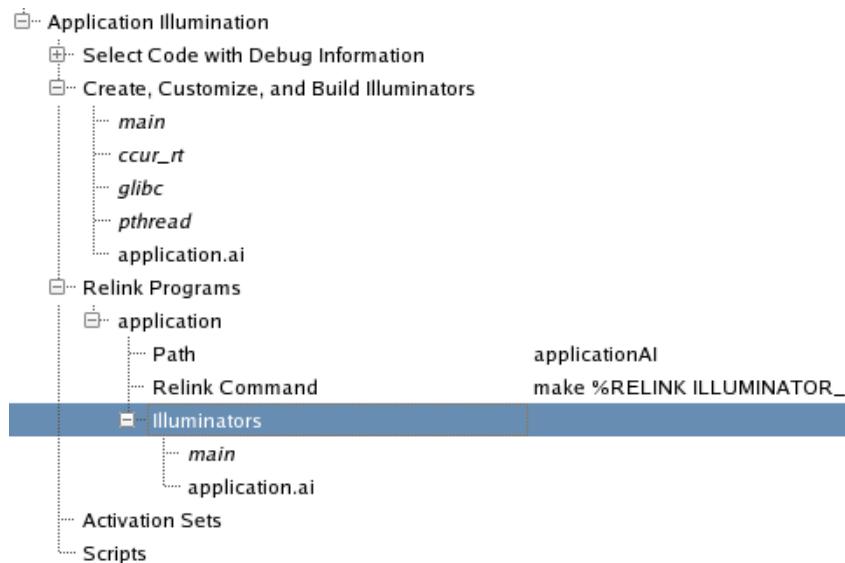 Application Illumination
Select Code with Debug Information
Create, Customize, and Build Illuminators
main
ccur_rt
glibc
pthread
application.ai
Relink Programs
application
Path applicationAI
Relink Command make %RELINK ILLUMINATOR_
Illuminators
main
application.ai
Activation Sets
Scripts